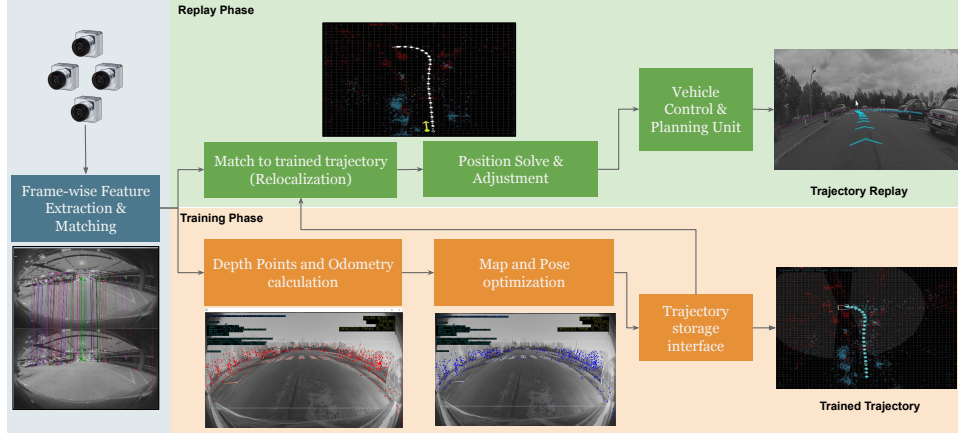 Replay Phase
Vehicle
Control &
Planning Unit
Match to trained trajectory
(Relocalization)
Position Solve &
Adjustment
Trajectory Replay
Frame-wise Feature
Extraction &
Matching
Training Phase
Depth Points and Odometry
calculation
Map and Pose
optimization
Trajectory
storage
interface
Trained Trajectory